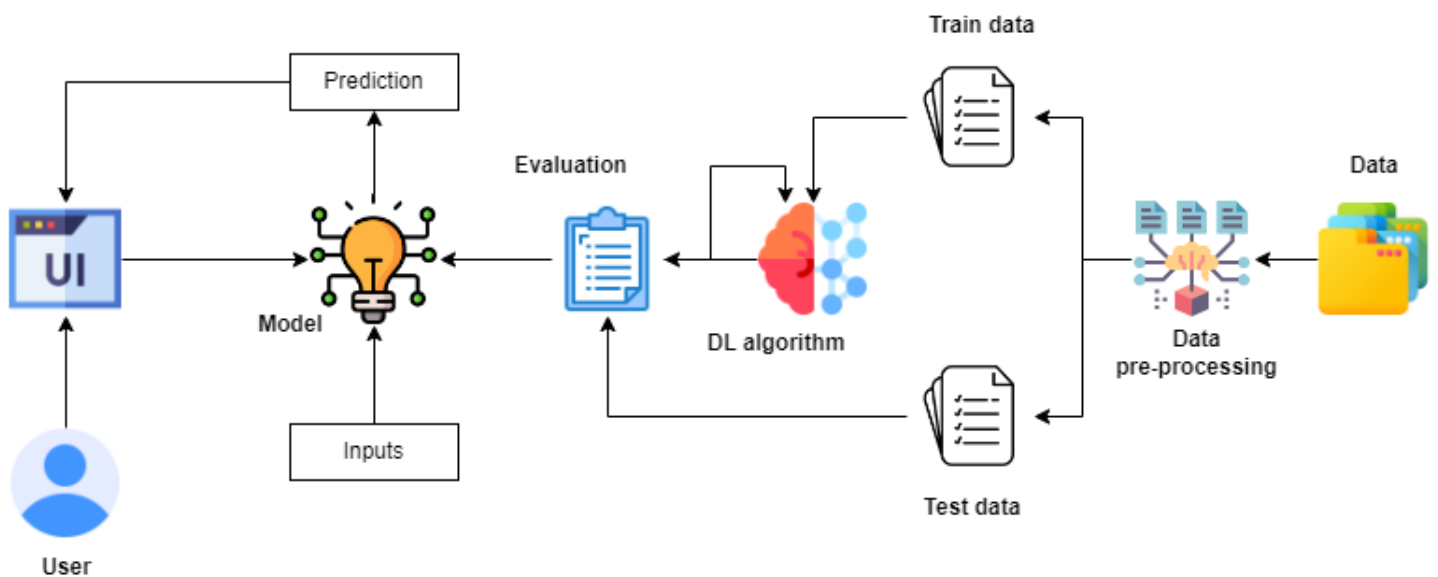 Train data
Prediction
Evaluation
Data
UI
Model
DL algorithm
Data
pre-processing
Inputs
Test data
User